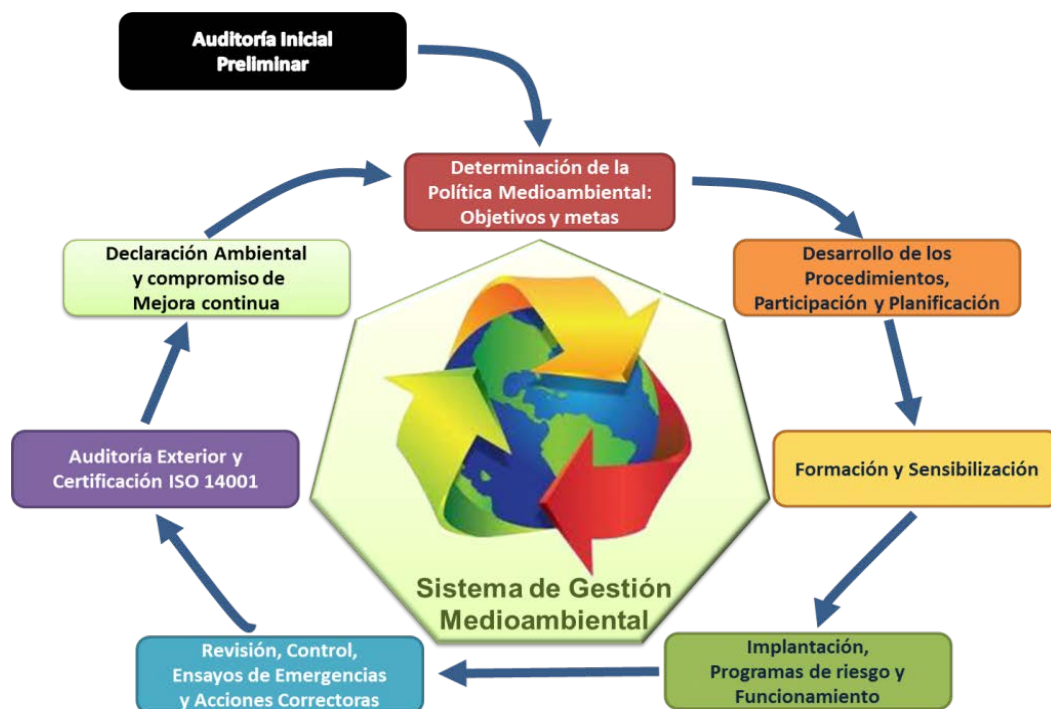 Auditoría Inicial
Preliminar
Determinación de la
Política Medioambiental:
Objetivos y metas
Desarrollo de los
Procedimientos,
Participación y Planificación
Formación y Sensibilización
Implantación,
Programas de riesgo y
Funcionamiento
Revisión, Control,
Ensayos de Emergencias
y Acciones Correctoras
Auditoría Exterior y
Certificación ISO 14001
Declaración Ambiental
y compromiso de
Mejora continua
Sistema de Gestión
Medioambiental